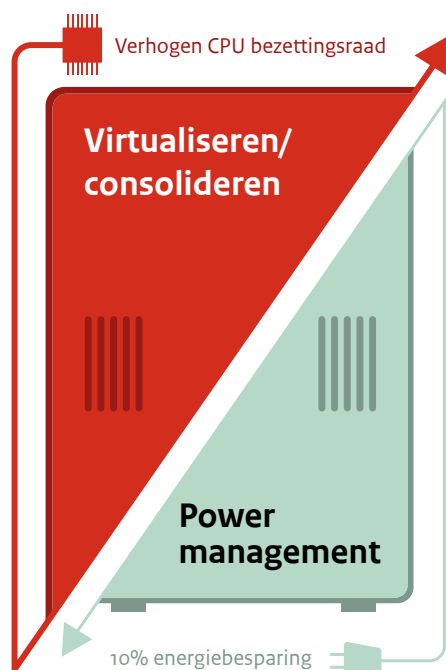 Verhogen CPU bezettingsraad
Virtualiseren/
consolideren
Power
management
10% energiebesparing